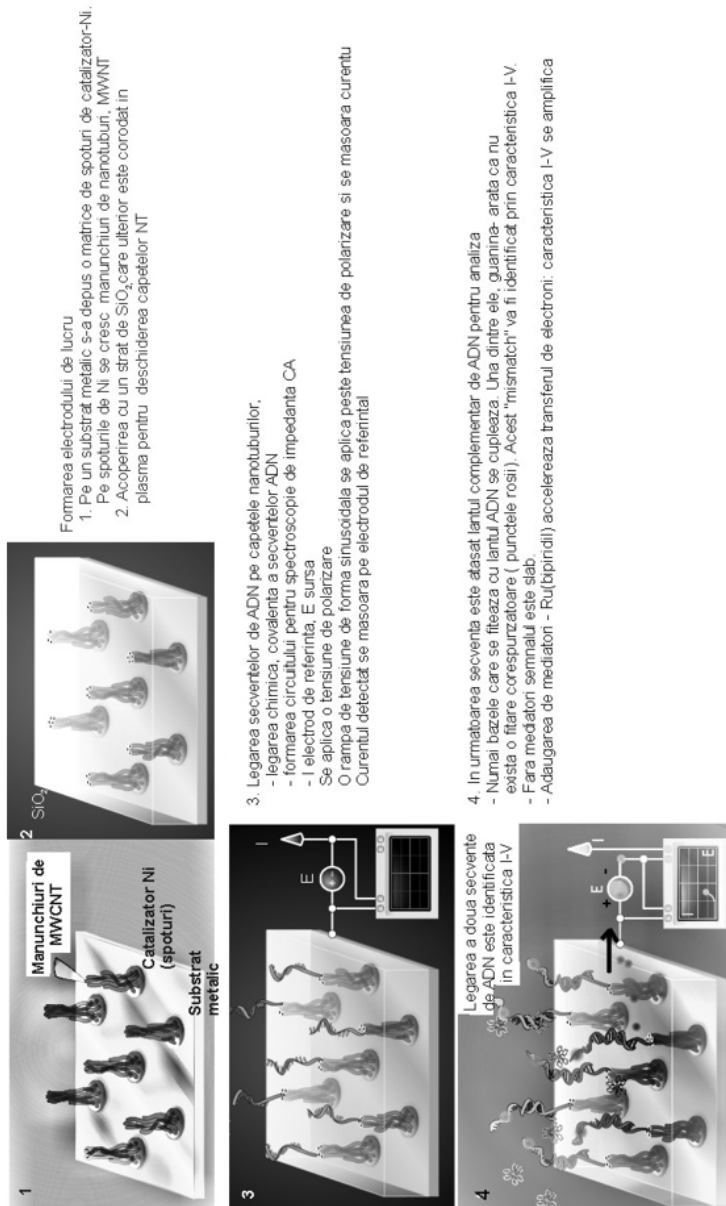 1
Manunchiuri de
MWCNT
Catalizator Ni
(spoturi)
Substrat
metalic
2
SiO2
Formarea electrodului de lucru
1. Pe un substrat metalic s-a depus o matrice de spoturi de catalizator-Ni.
Pe spoturile de Ni se cresc manunchiuri de nanotuburi, MWNT
2. Acoperirea cu un strat de SiO2,care ulterior este corodat in
plasma pentru deschiderea capetelor NT
3
I
E
3. Legarea secventelor de ADN pe capetele nanotuburilor,
- legarea chimica, covalenta a secventelor ADN
- formarea circuitului pentru spectroscopie de impedanta CA
- I electrod de referinta, E sursa
Se aplica o tensiune de polarizare
O rampa de tensiune de forma sinusoidala se aplica peste tensiunea de polarizare si se masoara curentu
Curentul detectat se masoara pe electrodul de referintal
4
Legarea a doua secvente
de ADN este identificata
in caracteristica I-V
I
E
+ -
I
E
4. In urmatoarea secventa este atasat lantul complementar de ADN pentru analiza
- Numai bazele care se fiteaza cu lantul ADN se cupleaza. Una dintre ele, guanina- arata ca nu
exista o fitare corespunzatoare ( punctele rosii). Acest "mismatch" va fi identificat prin caracteristica I-V.
- Fara mediatori semnalul este slab.
- Adaugarea de mediatori - Ru(bipiridil) accelereaza transferul de electroni: caracteristica I-V se amplifica